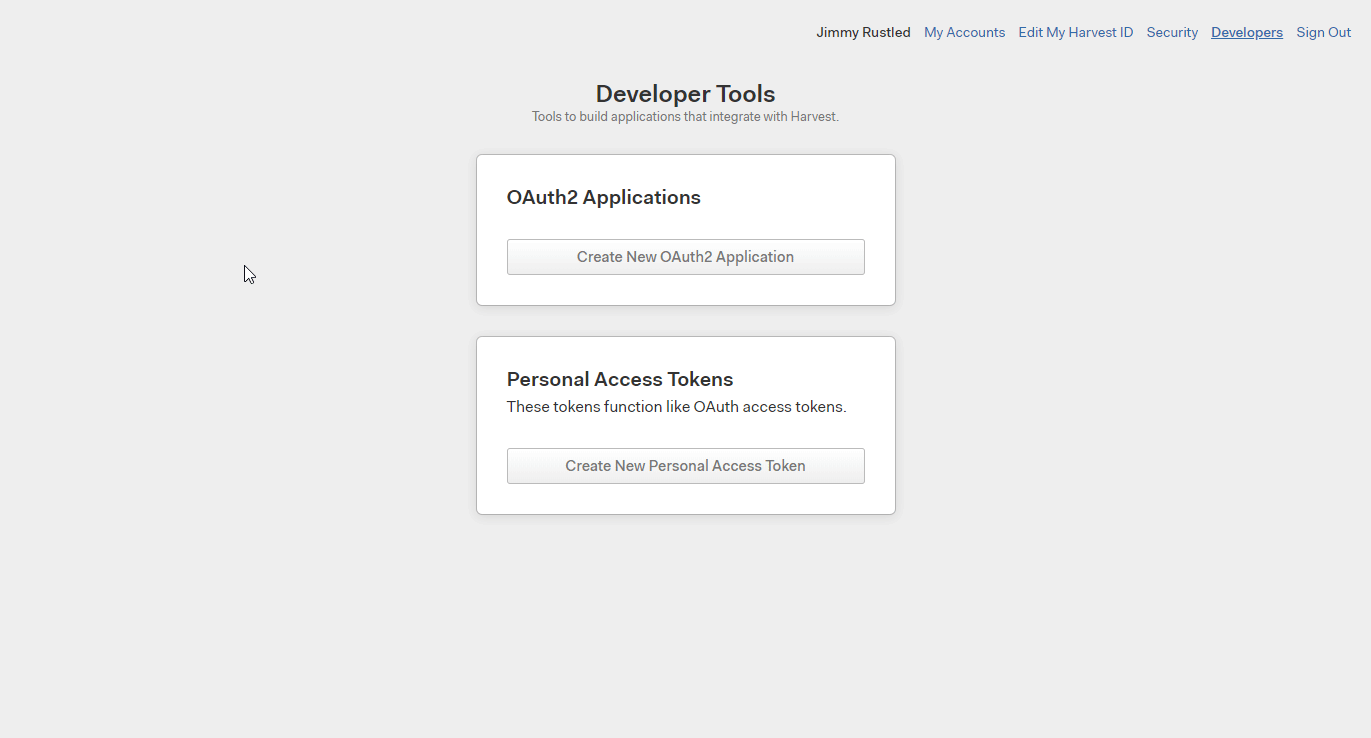 Jimmy Rustled My Accounts Edit My Harvest ID Security Developers Sign Out
Developer Tools
Tools to build applications that integrate with Harvest.
OAuth2 Applications
Create New OAuth2 Application
Personal Access Tokens
These tokens function like OAuth access tokens.
Create New Personal Access Token